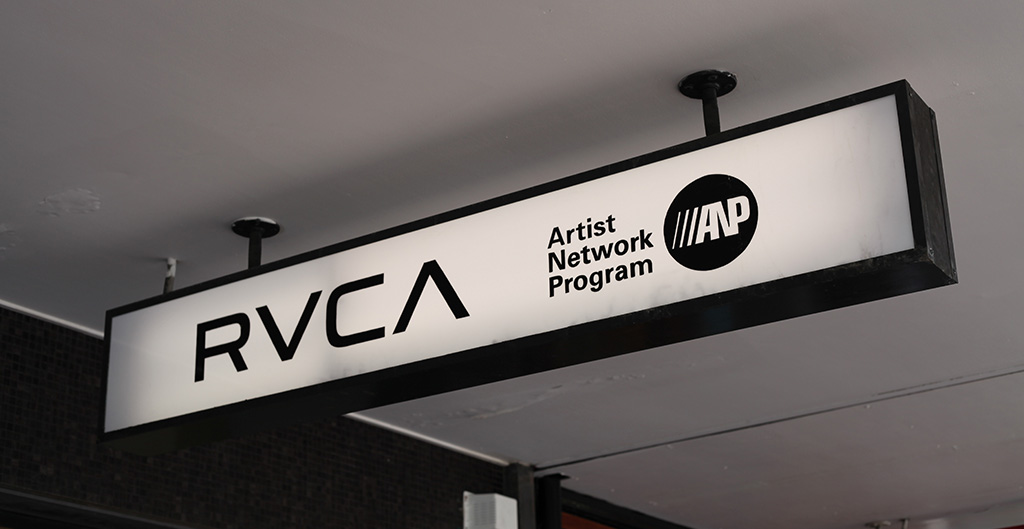 RVCA
Artist
Network
Program
ANP